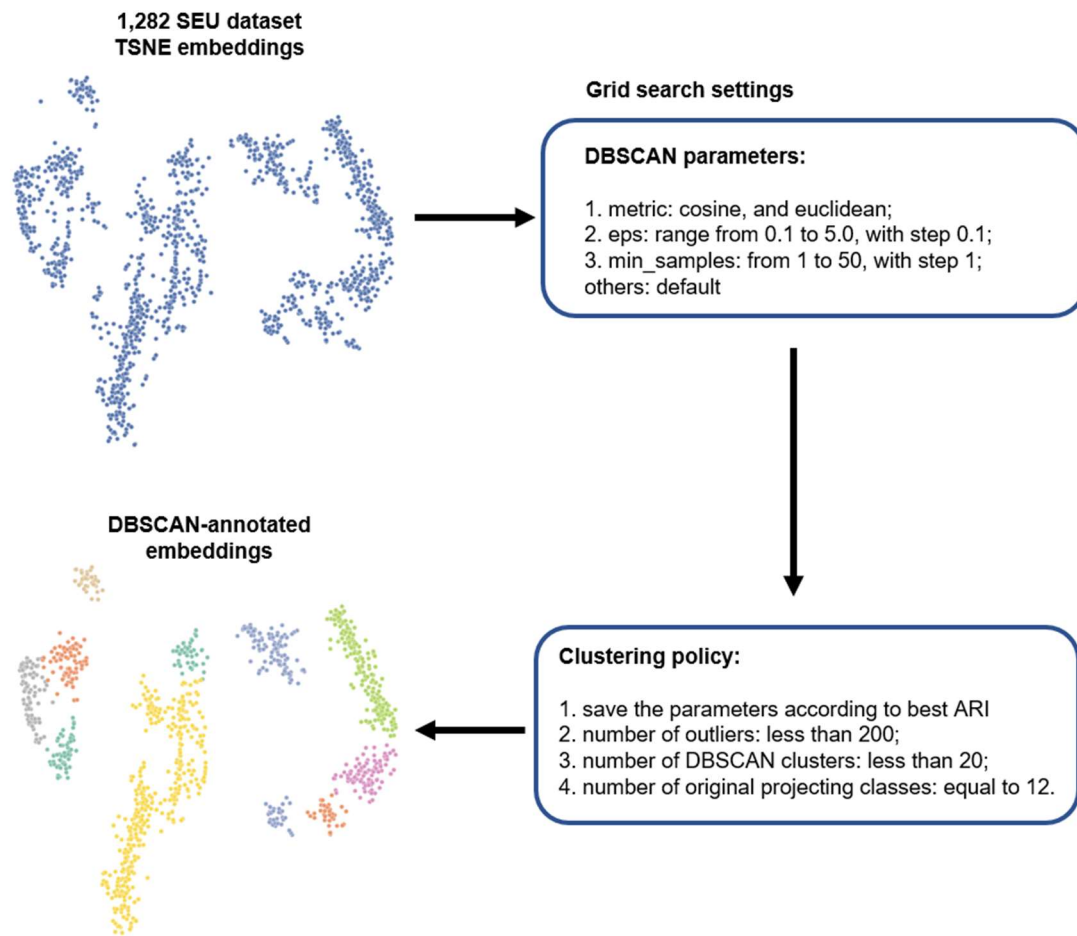 1,282 SEU dataset
TSNE embeddings
Grid search settings
DBSCAN parameters:
1. metric: cosine, and euclidean;
2. eps: range from 0.1 to 5.0, with step 0.1;
3. min_samples: from 1 to 50, with step 1;
others: default
DBSCAN-annotated
embeddings
Clustering policy:
1. save the parameters according to best ARI
2. number of outliers: less than 200;
3. number of DBSCAN clusters: less than 20;
4. number of original projecting classes: equal to 12.